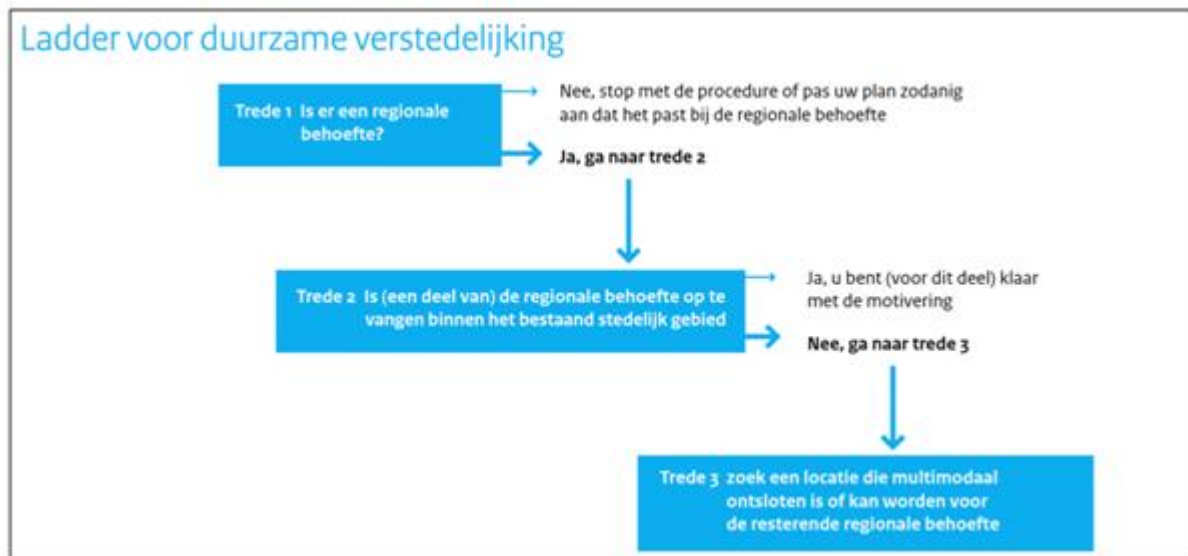 Ladder voor duurzame verstedelijking
Trede 1 Is er een regionale
behoefte?
Nee, stop met de procedure of pas uw plan zodanig
aan dat het past bij de regionale behoefte
Ja, ga naar trede 2
Trede 2 Is (een deel van) de regionale behoefte op te
vangen binnen het bestaand stedelijk gebied
Ja, u bent (voor dit deel) klaar
met de motivering
Nee, ga naar trede 3
Trede 3 zoek een locatie die multimodaal
ontsloten is of kan worden voor
de resterende regionale behoefte